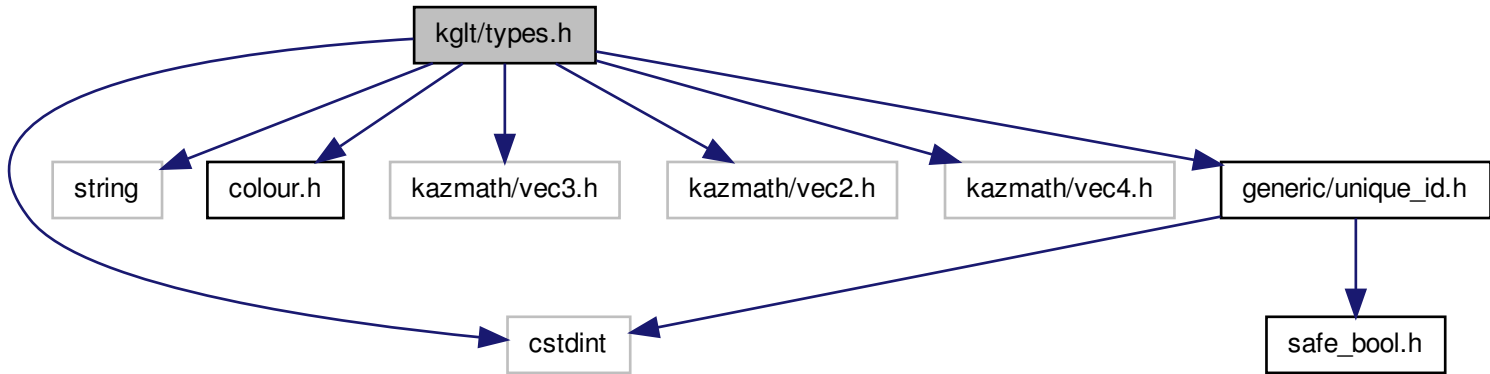 kglt/types.h
string
colour.h
kazmath/vec3.h
kazmath/vec2.h
kazmath/vec4.h
generic/unique_id.h
cstdint
safe_bool.h